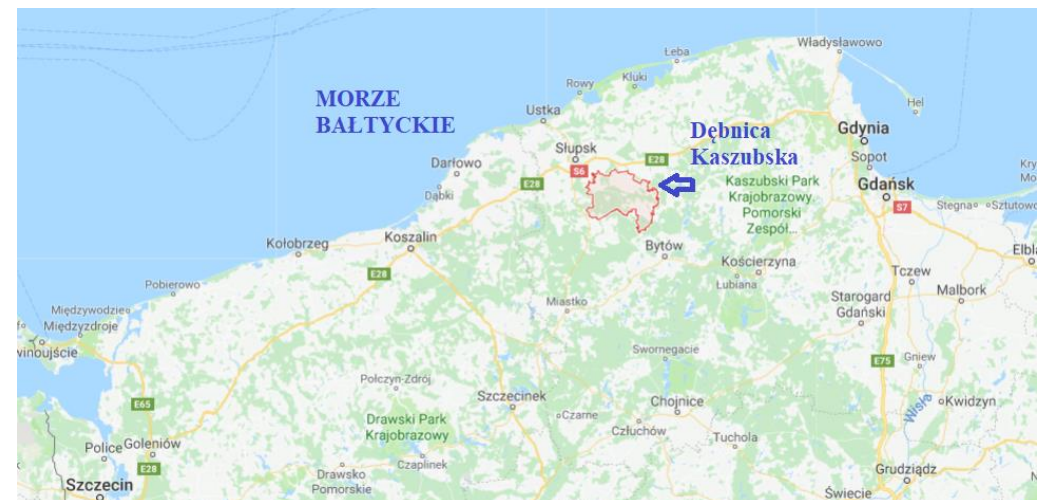 Władysławowo
Łeba
Kluki
Rowy
Hel
MORZE
BAŁTYCKIE
Ustka
Gdynia
Dębnica
Kaszubska
Słupsk
E28
Sopot
Darłowo
S6
Kaszubski Park
Krajobrazowy
Pomorski
Zespół...
Gdańsk
S7
Dąbki
E28
Stegna
Sztutowo
Koszalin
Kołobrzeg
Bytów
Kościerzyna
E28
Tczew
Łubiana
Pobierowo
Malbork
Starogard
Gdański
Międzywodzie
Międzyzdroje
Miastko
winoujście
Swornegacie
E75
Gniew
Połczyn-Zdrój
Szczecinek
Chojnice
Wisła
Kwidzyn
E65
Czarne
Drawski Park
Krajobrazowy
Człuchów
Tuchola
Police
Goleniów
Czaplinek
E28
Grudziądz
Drawsko
Pomorskie
Szczecin
Świecie